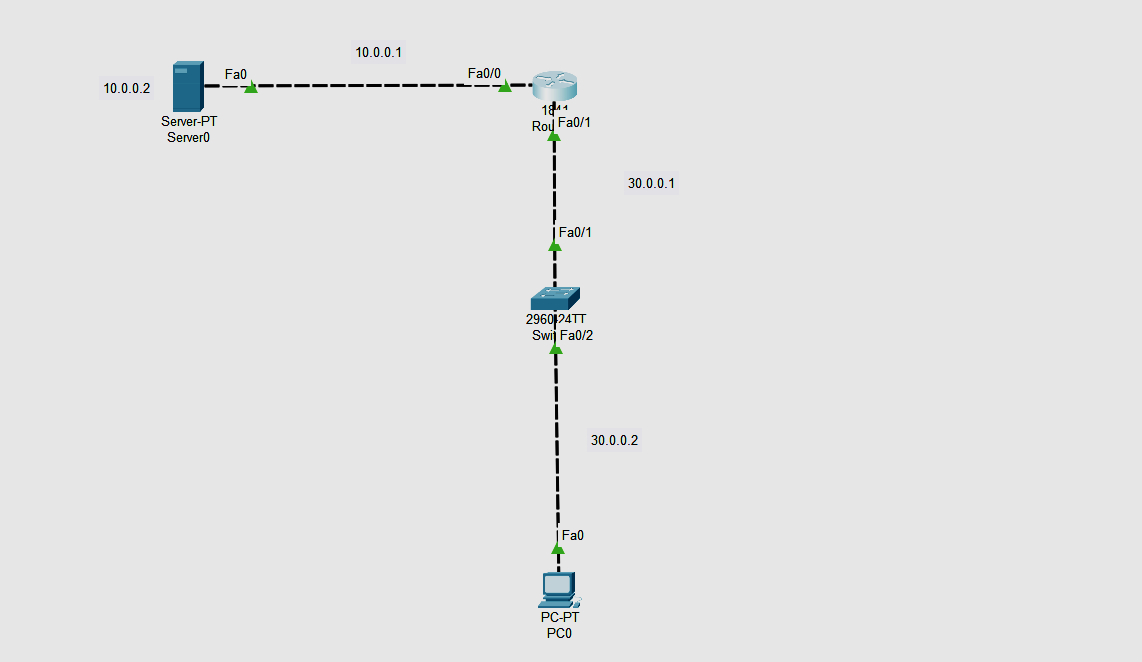 10.0.0.1
Fa0
Fa0/0
10.0.0.2
Server-PT
Server0
Fa0/1
30.0.0.1
Fa0/1
Fa0/2
30.0.0.2
Fa0
PC-PT
PC0